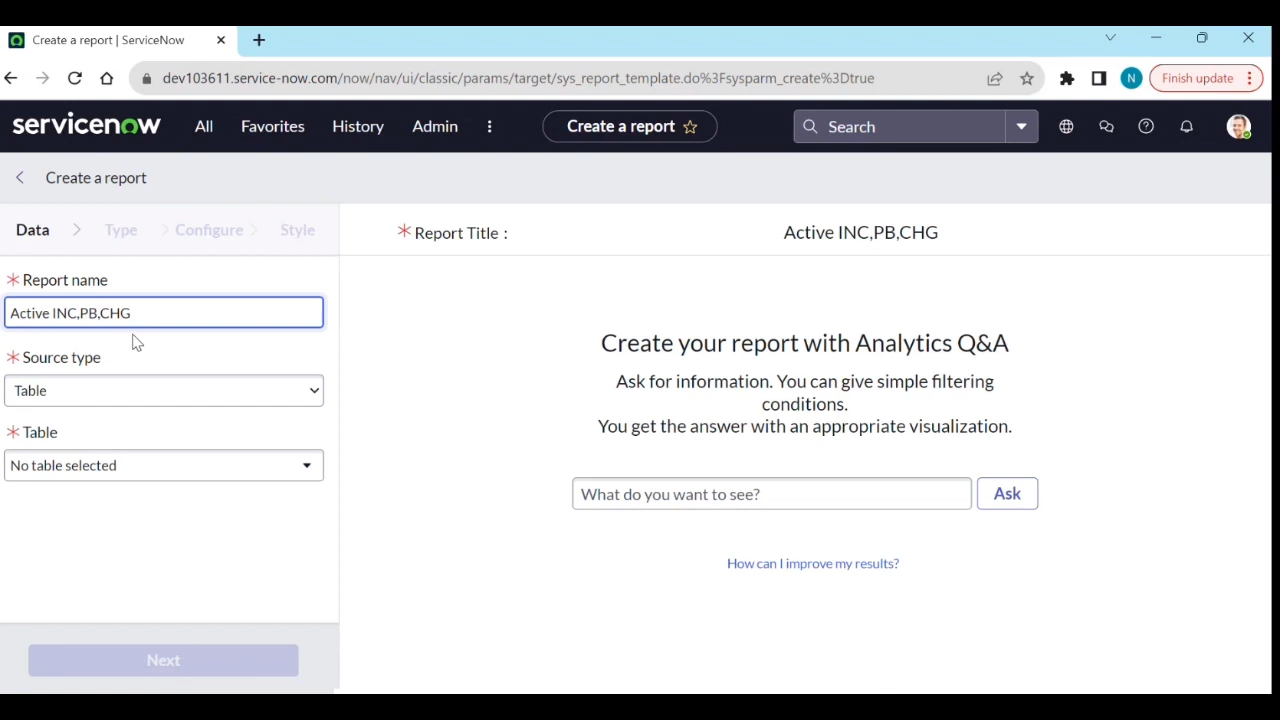 Create a report | ServiceNow
dev103611.service-now.com/now/nav/ui/classic/params/target/sys_report_template.do%3Fsysparm_create%3Dtrue
N
Finish update
servicenow
All
Favorites
History
Admin
Create a report
Search
Create a report
Data
Type
Configure
Style
* Report Title :
Active INC,PB,CHG
* Report name
Active INC,PB,CHG
* Source type
Table
* Table
No table selected
Create your report with Analytics Q&A
Ask for information. You can give simple filtering
conditions.
You get the answer with an appropriate visualization.
What do you want to see?
Ask
How can I improve my results?
Next